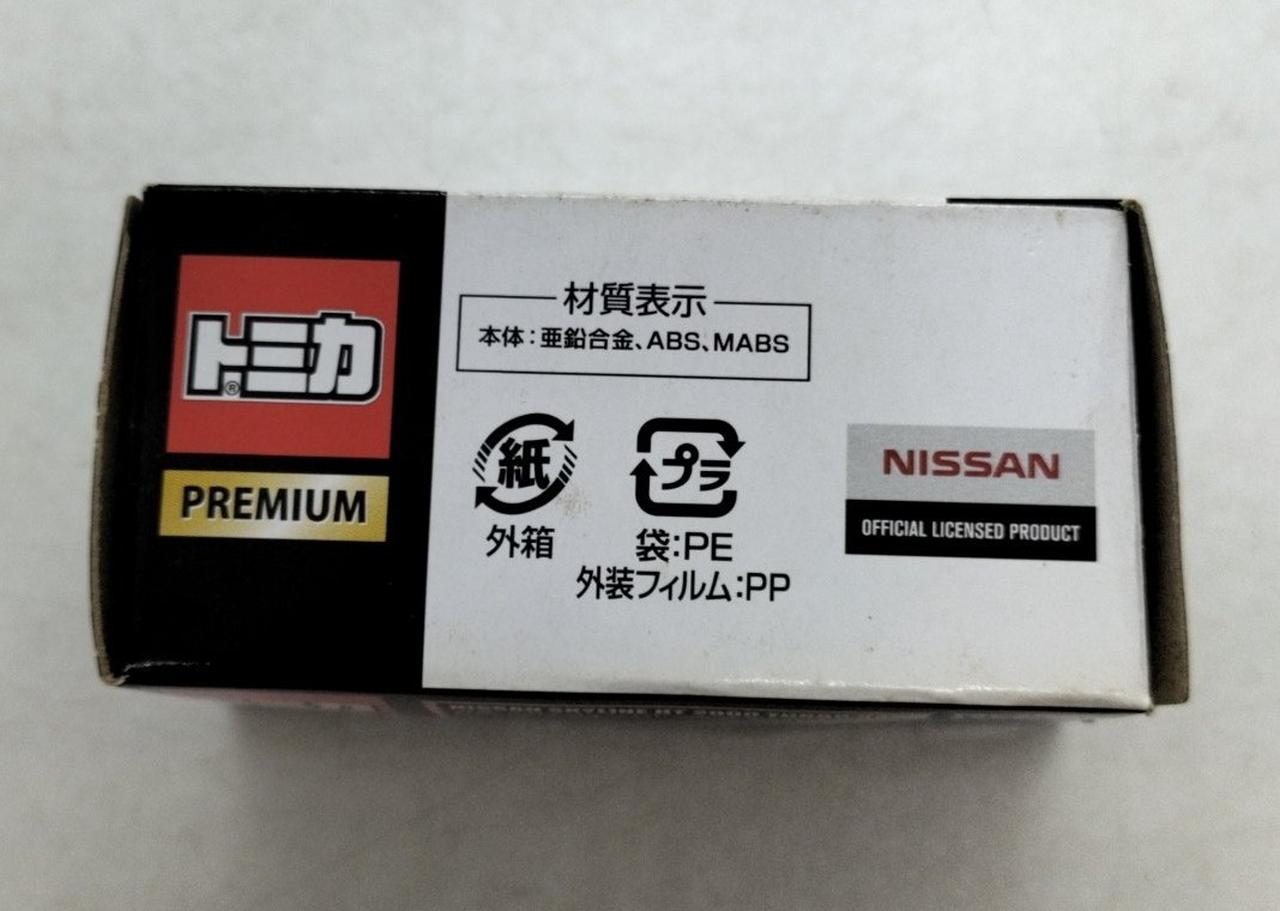 トミカ
®
PREMIUM
材質表示
本体:亜鉛合金、ABS、MABS
紙
外箱
プラ
袋:PE
外装フィルム:PP
NISSAN
OFFICIAL LICENSED PRODUCT